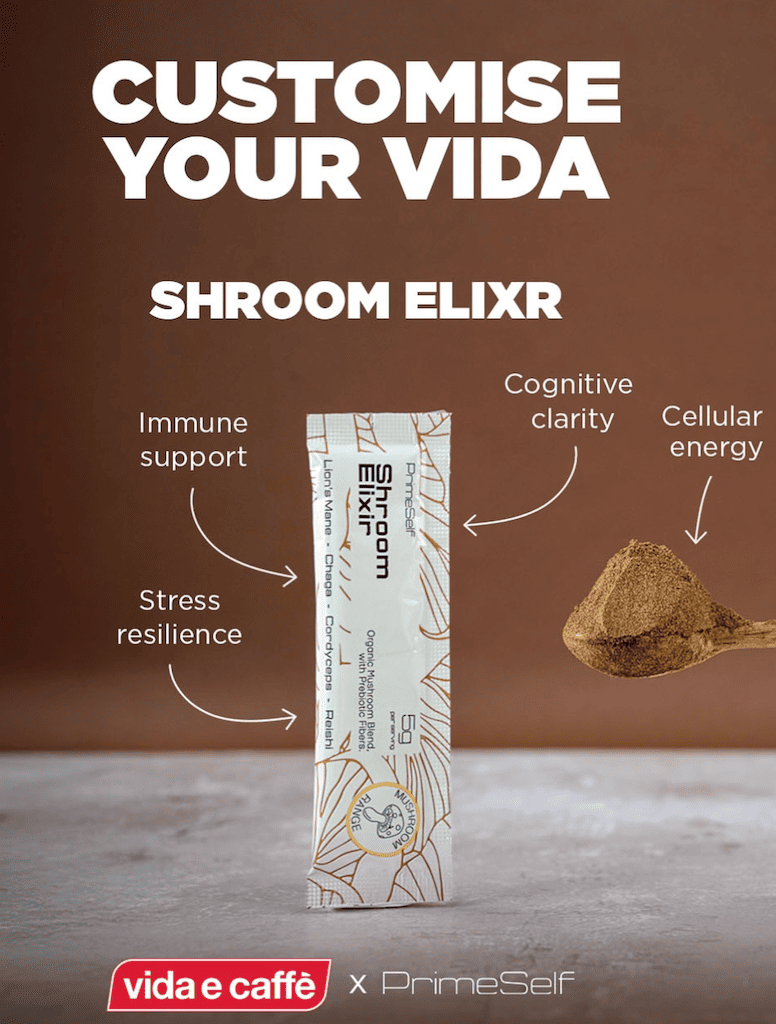 CUSTOMISE
YOUR VIDA
SHROOM ELIXR
Cognitive
clarity
Cellular
energy
Immune
support
Stress
resilience
PrimeSelf
Shroom
Elixir
Lion's Mane - Chaga - Cordyceps - Reishi
Organic Mushroom Blend,
with Prebiotic Fibers.
5g
per serving
MUSHROOM
RANGE
vida e caffè x PrimeSelf